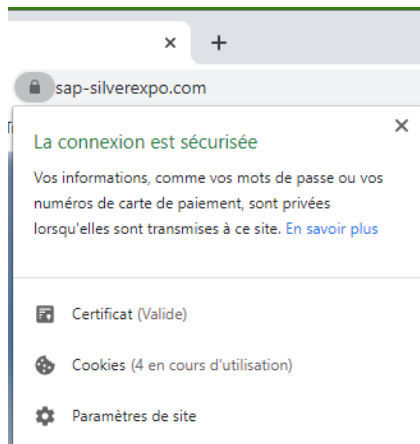 sap-silverexpo.com
La connexion est sécurisée
Vos informations, comme vos mots de passe ou vos
numéros de carte de paiement, sont privées
lorsqu'elles sont transmises à ce site. En savoir plus
Certificat (Valide)
Cookies (4 en cours d'utilisation)
Paramètres de site